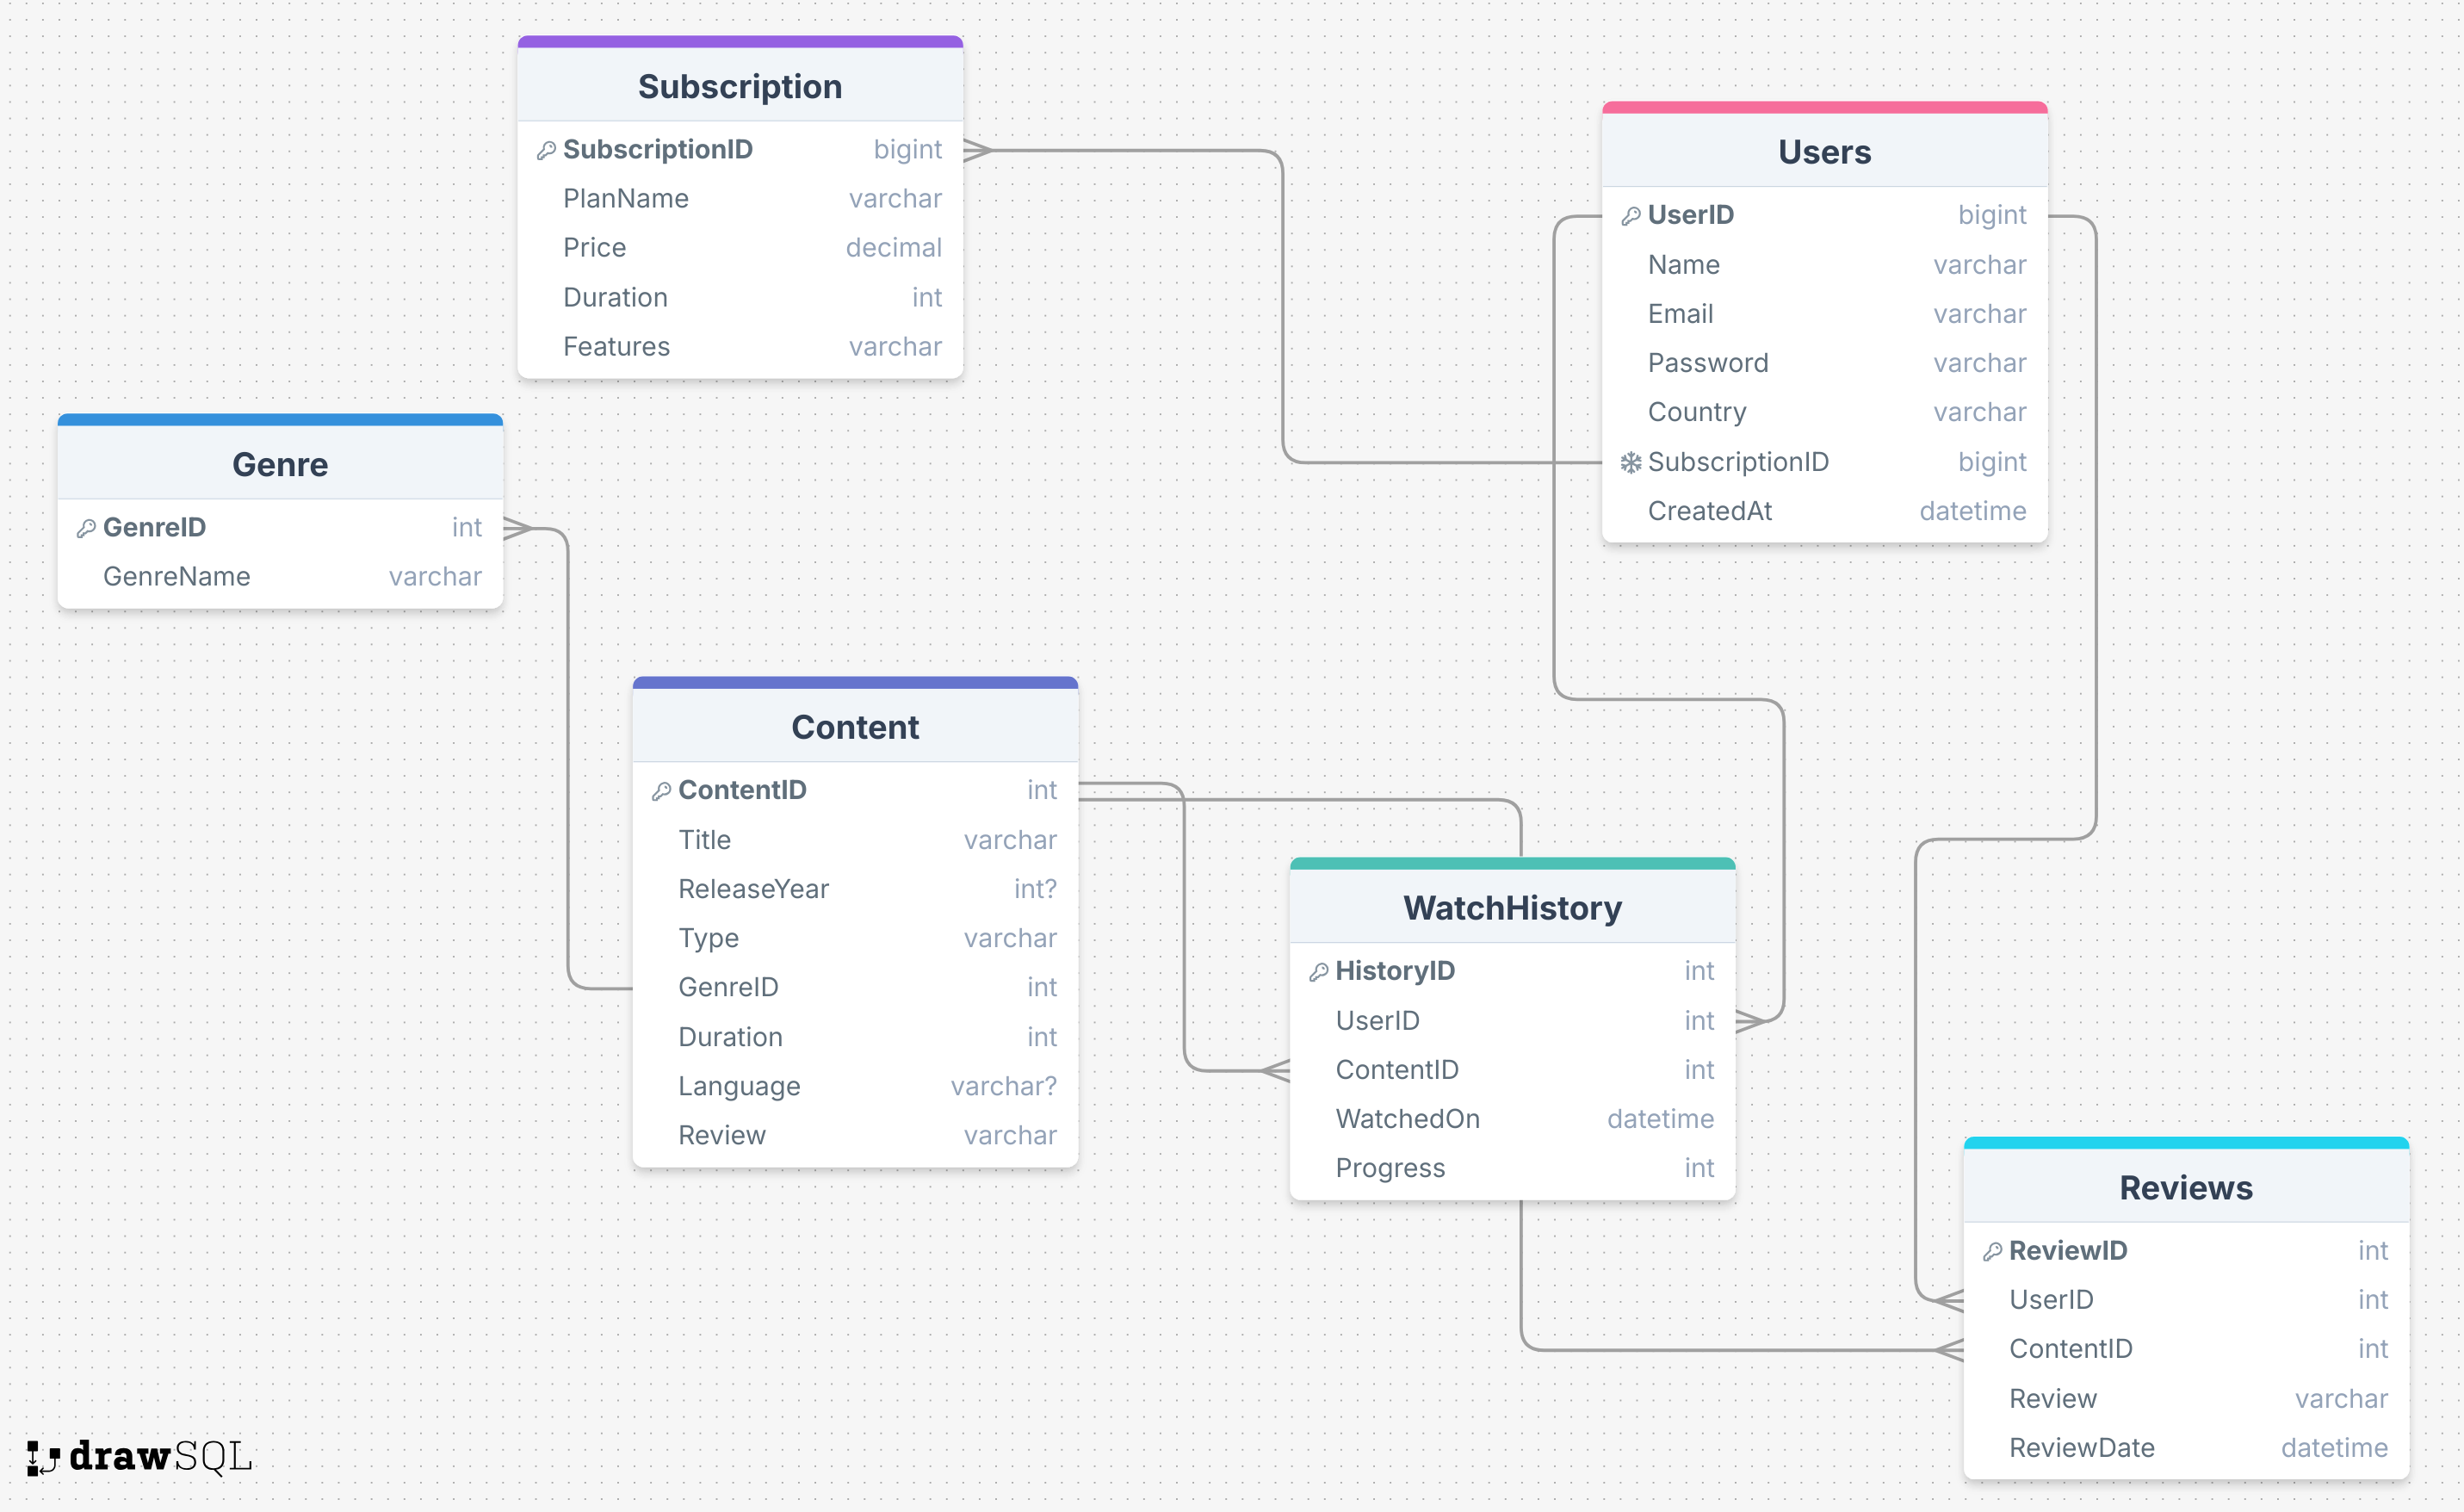 Subscription
SubscriptionID bigint
PlanName varchar
Price decimal
Duration int
Features varchar
Users
UserID bigint
Name varchar
Email varchar
Password varchar
Country varchar
SubscriptionID bigint
CreatedAt datetime
Genre
GenreID int
GenreName varchar
Content
ContentID int
Title varchar
ReleaseYear int?
Type varchar
GenreID int
Duration int
Language varchar?
Review varchar
WatchHistory
HistoryID int
UserID int
ContentID int
WatchedOn datetime
Progress int
Reviews
ReviewID int
UserID int
ContentID int
Review varchar
ReviewDate datetime
drawSQL